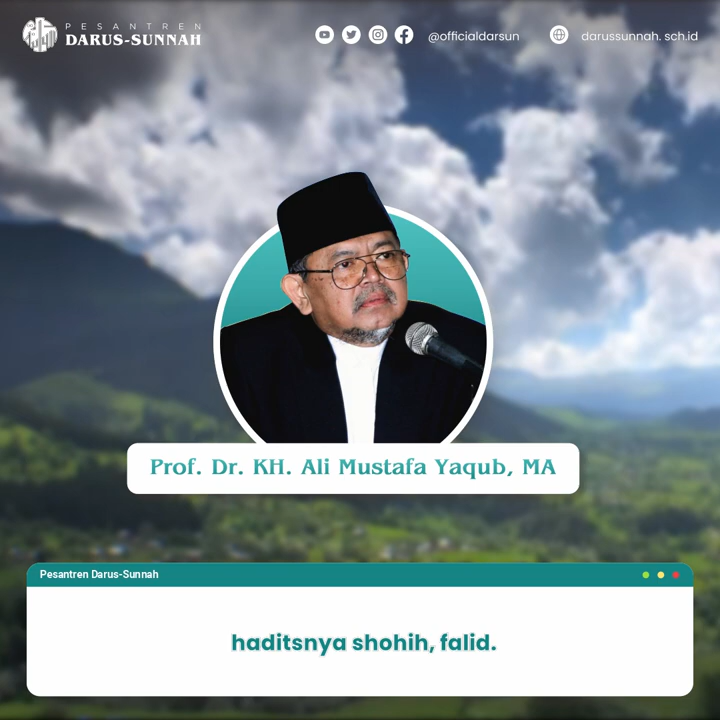 PESANTREN
DARUS-SUNNAH
@officialdarsun
darussunnah. sch.id
Prof. Dr. KH. Ali Mustafa Yaqub, MA
Pesantren Darus-Sunnah
haditsnya shohih, falid.